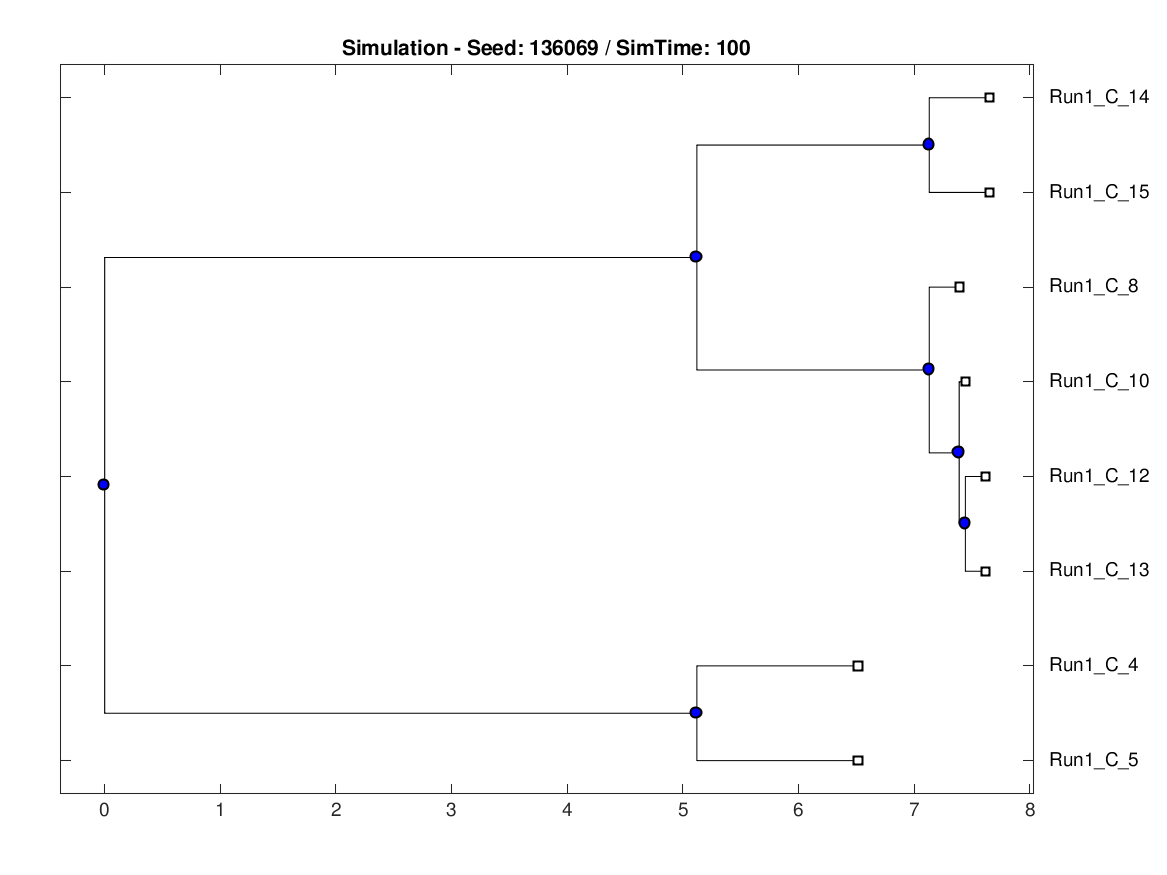 Simulation - Seed: 136069 / SimTime: 100
Run1_C_14
Run1_C_15
Run1_C_8
Run1_C_10
Run1_C_12
Run1_C_13
Run1_C_4
Run1_C_5
0 1 2 3 4 5 6 7 8